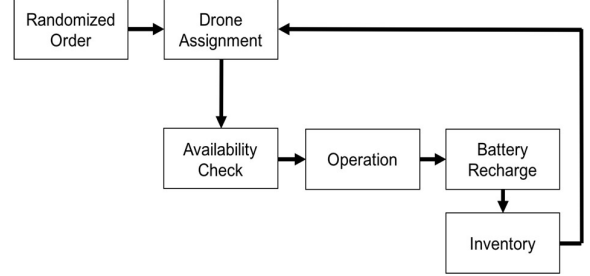 Randomized
Order
Drone
Assignment
Availability
Check
Operation
Battery
Recharge
Inventory